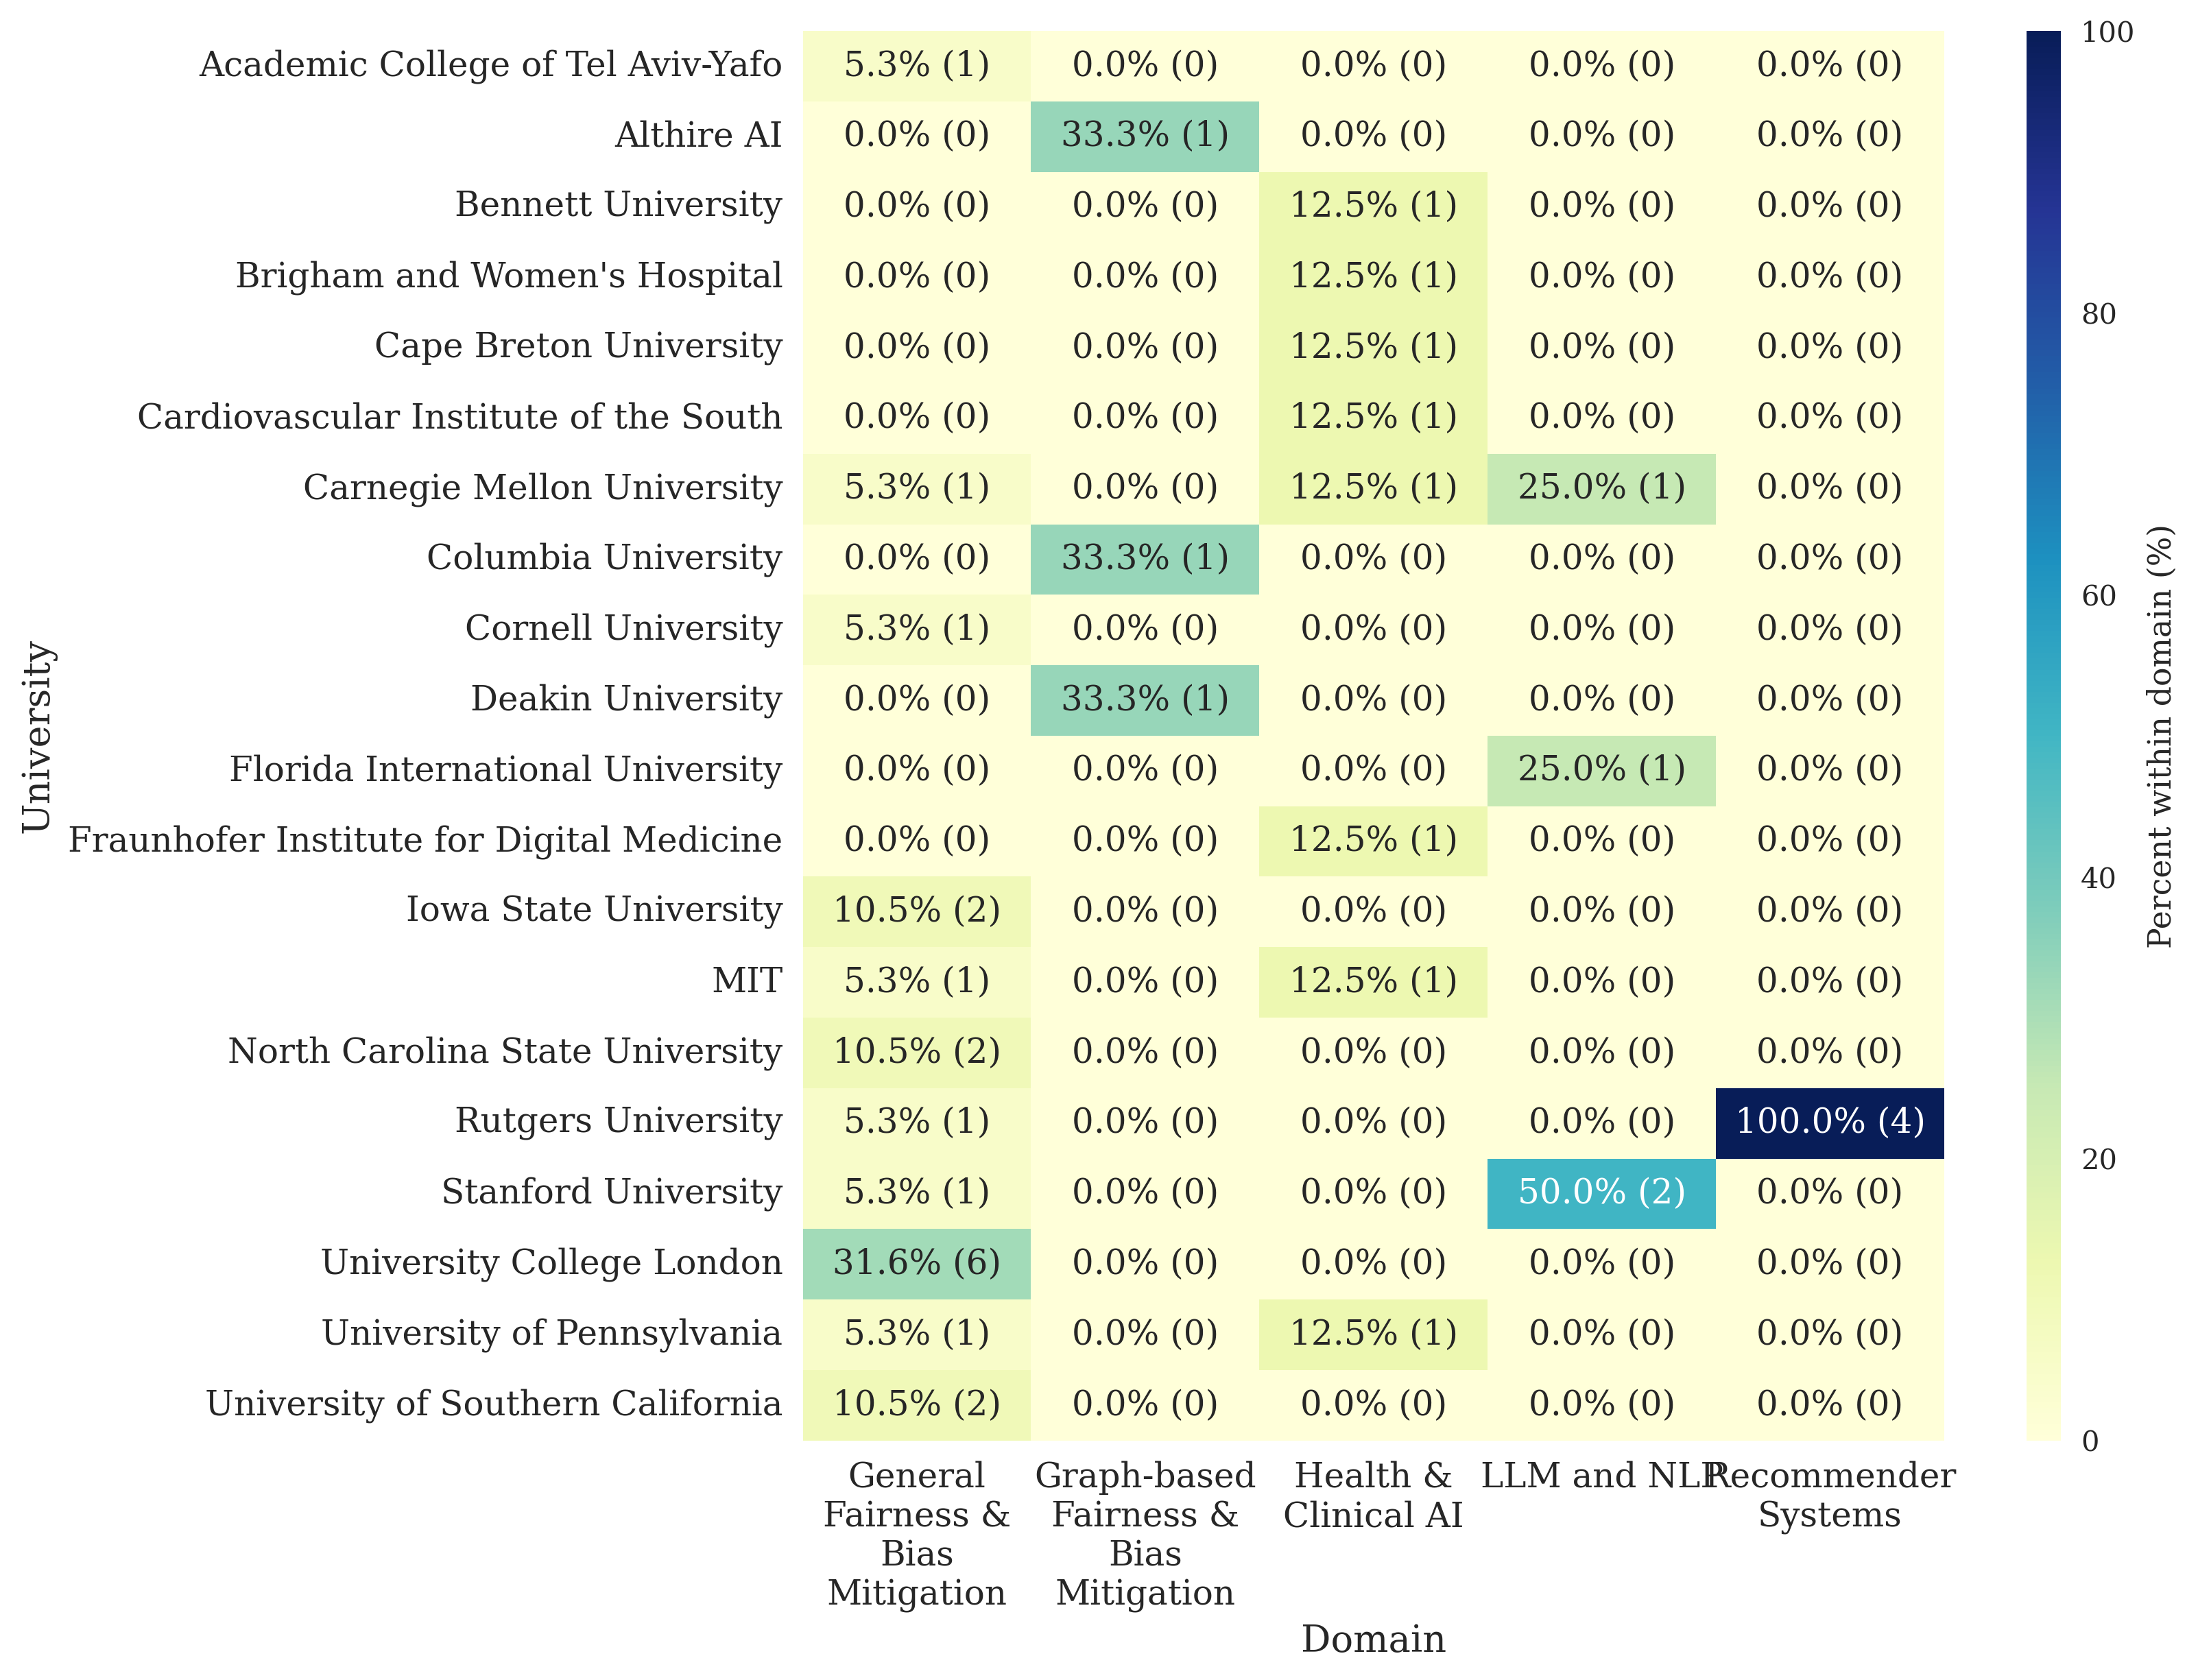 Academic College of Tel Aviv-Yafo 5.3% (1) 0.0% (0) 0.0% (0) 0.0% (0) 0.0% (0)
Althire AI 0.0% (0) 33.3% (1) 0.0% (0) 0.0% (0) 0.0% (0)
Bennett University 0.0% (0) 0.0% (0) 12.5% (1) 0.0% (0) 0.0% (0)
Brigham and Women's Hospital 0.0% (0) 0.0% (0) 12.5% (1) 0.0% (0) 0.0% (0)
Cape Breton University 0.0% (0) 0.0% (0) 12.5% (1) 0.0% (0) 0.0% (0)
Cardiovascular Institute of the South 0.0% (0) 0.0% (0) 12.5% (1) 0.0% (0) 0.0% (0)
Carnegie Mellon University 5.3% (1) 0.0% (0) 12.5% (1) 25.0% (1) 0.0% (0)
Columbia University 0.0% (0) 33.3% (1) 0.0% (0) 0.0% (0) 0.0% (0)
Cornell University 5.3% (1) 0.0% (0) 0.0% (0) 0.0% (0) 0.0% (0)
Deakin University 0.0% (0) 33.3% (1) 0.0% (0) 0.0% (0) 0.0% (0)
Florida International University 0.0% (0) 0.0% (0) 0.0% (0) 25.0% (1) 0.0% (0)
Fraunhofer Institute for Digital Medicine 0.0% (0) 0.0% (0) 12.5% (1) 0.0% (0) 0.0% (0)
Iowa State University 10.5% (2) 0.0% (0) 0.0% (0) 0.0% (0) 0.0% (0)
MIT 5.3% (1) 0.0% (0) 12.5% (1) 0.0% (0) 0.0% (0)
North Carolina State University 10.5% (2) 0.0% (0) 0.0% (0) 0.0% (0) 0.0% (0)
Rutgers University 5.3% (1) 0.0% (0) 0.0% (0) 0.0% (0) 100.0% (4)
Stanford University 5.3% (1) 0.0% (0) 0.0% (0) 50.0% (2) 0.0% (0)
University College London 31.6% (6) 0.0% (0) 0.0% (0) 0.0% (0) 0.0% (0)
University of Pennsylvania 5.3% (1) 0.0% (0) 12.5% (1) 0.0% (0) 0.0% (0)
University of Southern California 10.5% (2) 0.0% (0) 0.0% (0) 0.0% (0) 0.0% (0)
University
General
Fairness &
Bias
Mitigation
Graph-based
Fairness &
Bias
Mitigation
Health &
Clinical AI
LLM and NLP
Recommender
Systems
Domain
100
80
60
40
20
0
Percent within domain (%)